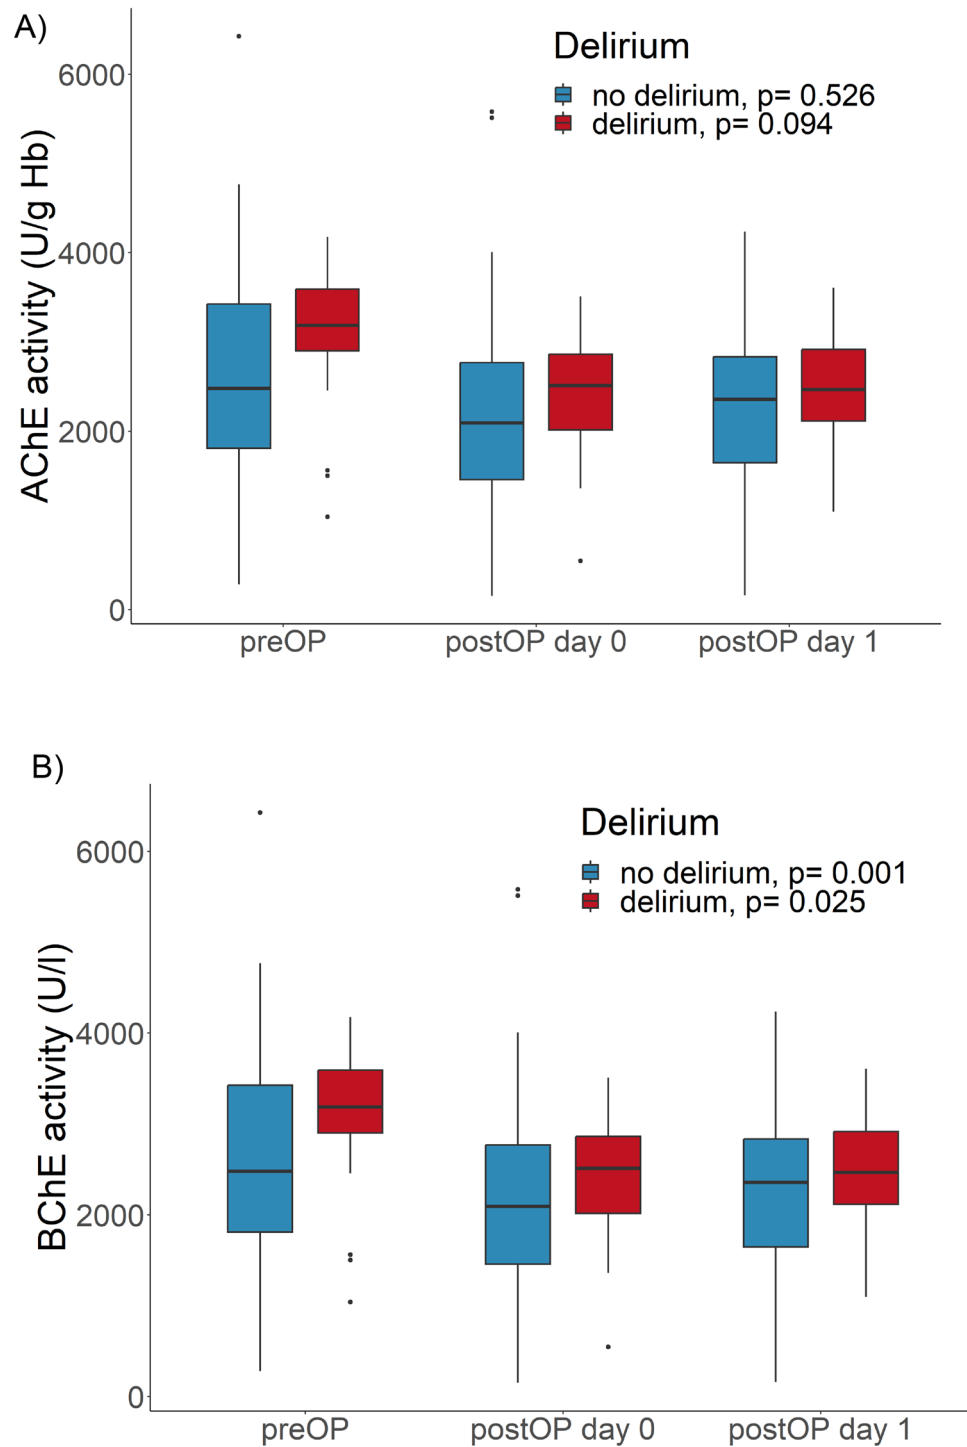 A)
Delirium
no delirium, p= 0.526
delirium, p= 0.094
AChE activity (U/g Hb)
6000
4000
2000
0
preOP postOP day 0 postOP day 1
B)
Delirium
no delirium, p= 0.001
delirium, p= 0.025
BChE activity (U/l)
6000
4000
2000
0
preOP postOP day 0 postOP day 1